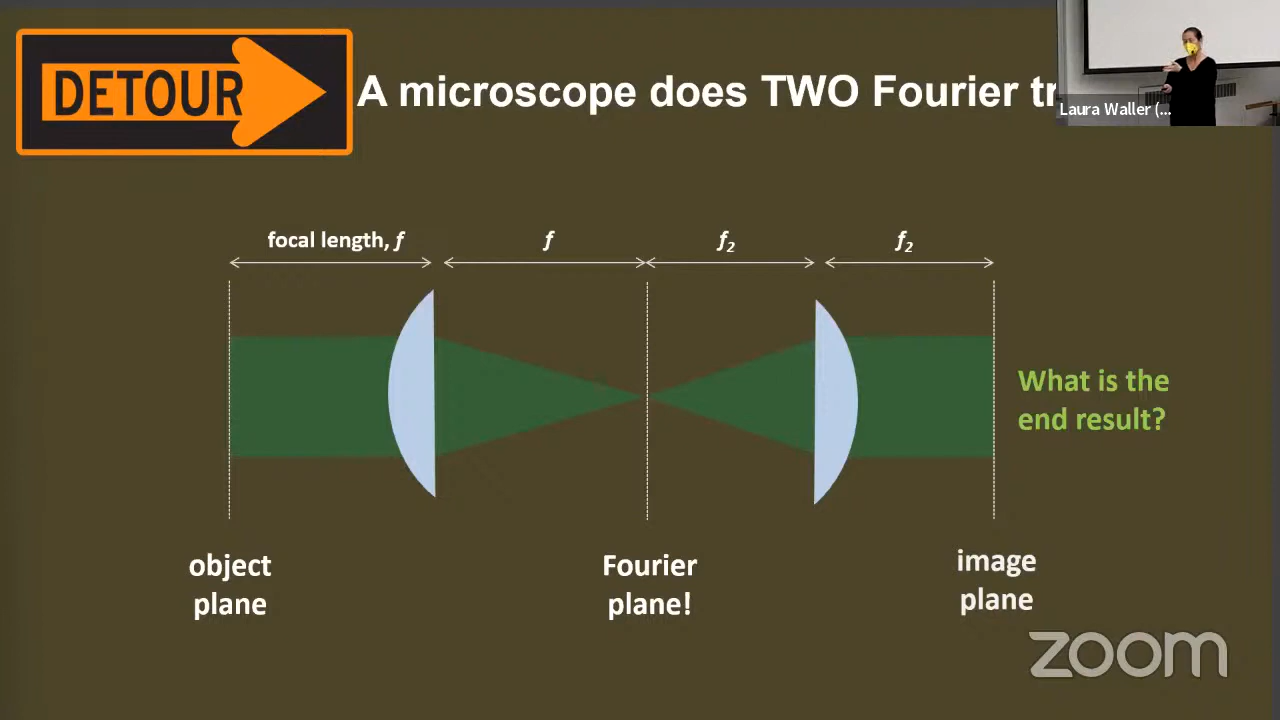 DETOUR
A microscope does TWO Fourier
Laura Waller (...
focal length, f
f
f2
f2
What is the
end result?
object
plane
Fourier
plane!
image
plane
zoom